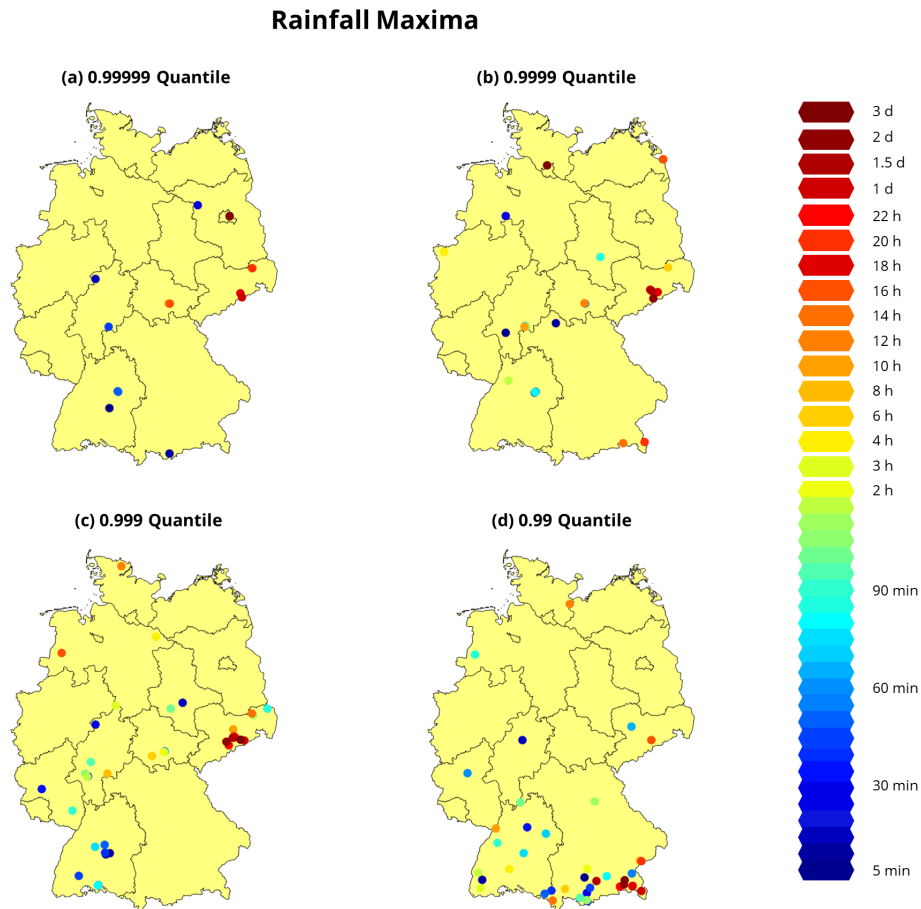 Rainfall Maxima
(a) 0.99999 Quantile
(b) 0.9999 Quantile
3 d
2 d
1.5 d
1 d
22 h
20 h
18 h
16 h
14 h
12 h
10 h
8 h
6 h
4 h
3 h
2 h
90 min
60 min
30 min
5 min
(c) 0.999 Quantile
(d) 0.99 Quantile